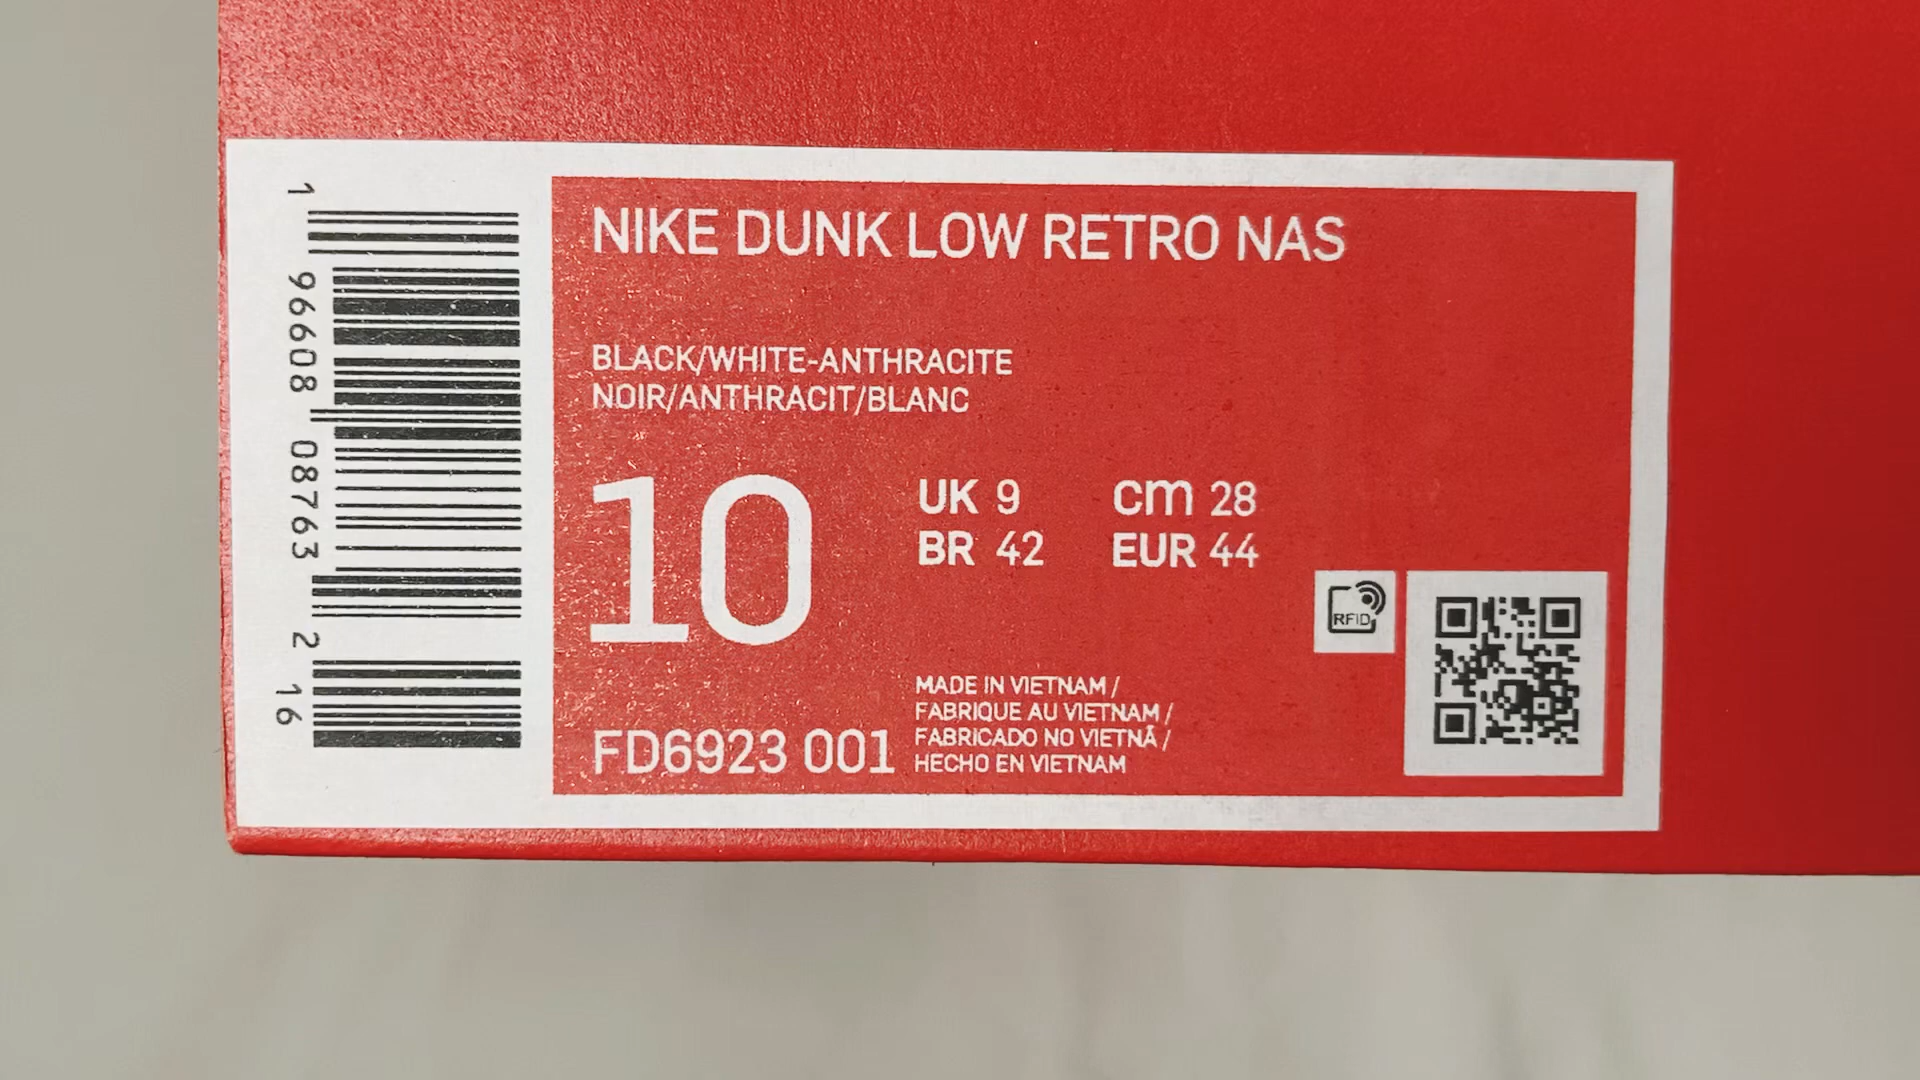 1 96608 08763 2 16
NIKE DUNK LOW RETRO NAS
BLACK/WHITE-ANTHRACITE
NOIR/ANTHRACIT/BLANC
10
UK 9 cm 28
BR 42 EUR 44
RFID
MADE IN VIETNAM /
FABRIQUE AU VIETNAM /
FABRICADO NO VIETNÃ /
HECHO EN VIETNAM
FD6923 001